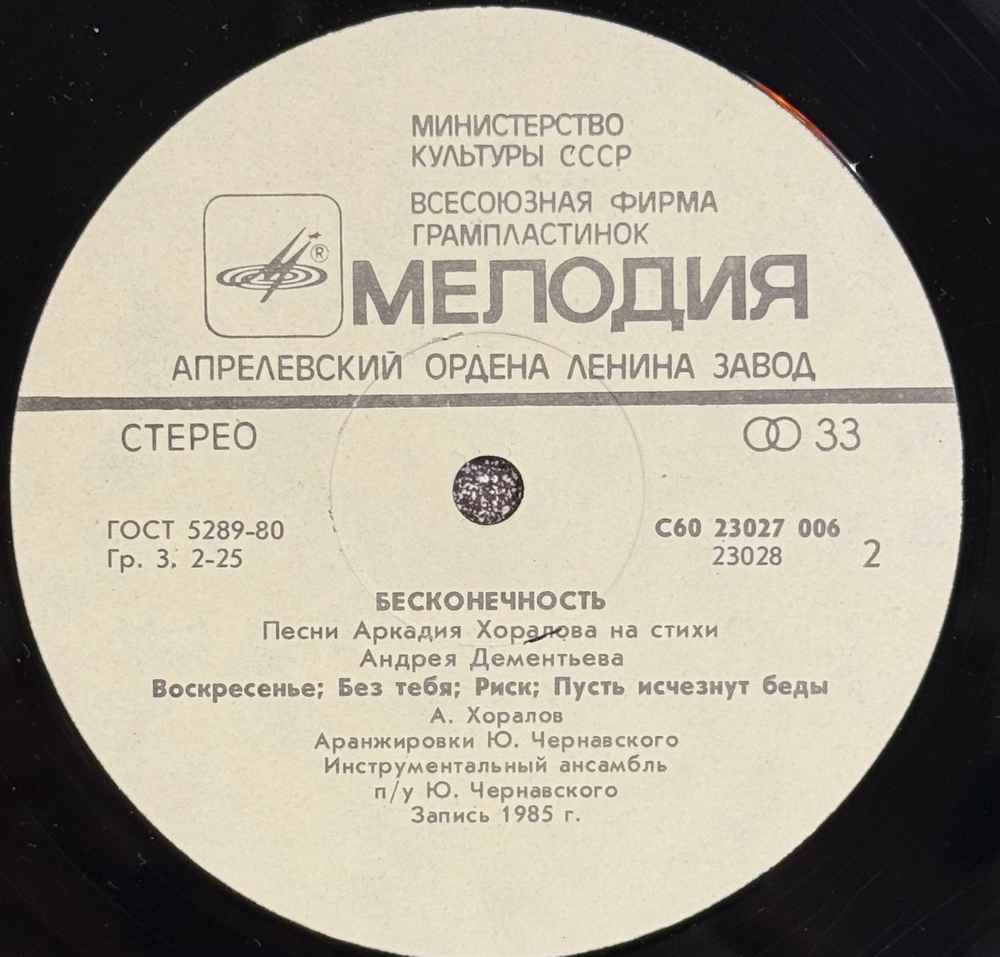 МИНИСТЕРСТВО
КУЛЬТУРЫ СССР
ВСЕСОЮЗНАЯ ФИРМА
ГРАМПЛАСТИНОК
®
МЕЛОДИЯ
АПРЕЛЕВСКИЙ ОРДЕНА ЛЕНИНА ЗАВОД
СТЕРЕО 33
ГОСТ 5289-80 С60 23027 006
Гр. 3, 2-25 23028 2
БЕСКОНЕЧНОСТЬ
Песни Аркадия Хоралова на стихи
Андрея Дементьева
Воскресенье; Без тебя; Риск; Пусть исчезнут беды
А. Хоралов
Аранжировки Ю. Чернавского
Инструментальный ансамбль
п/у Ю. Чернавского
Запись 1985 г.